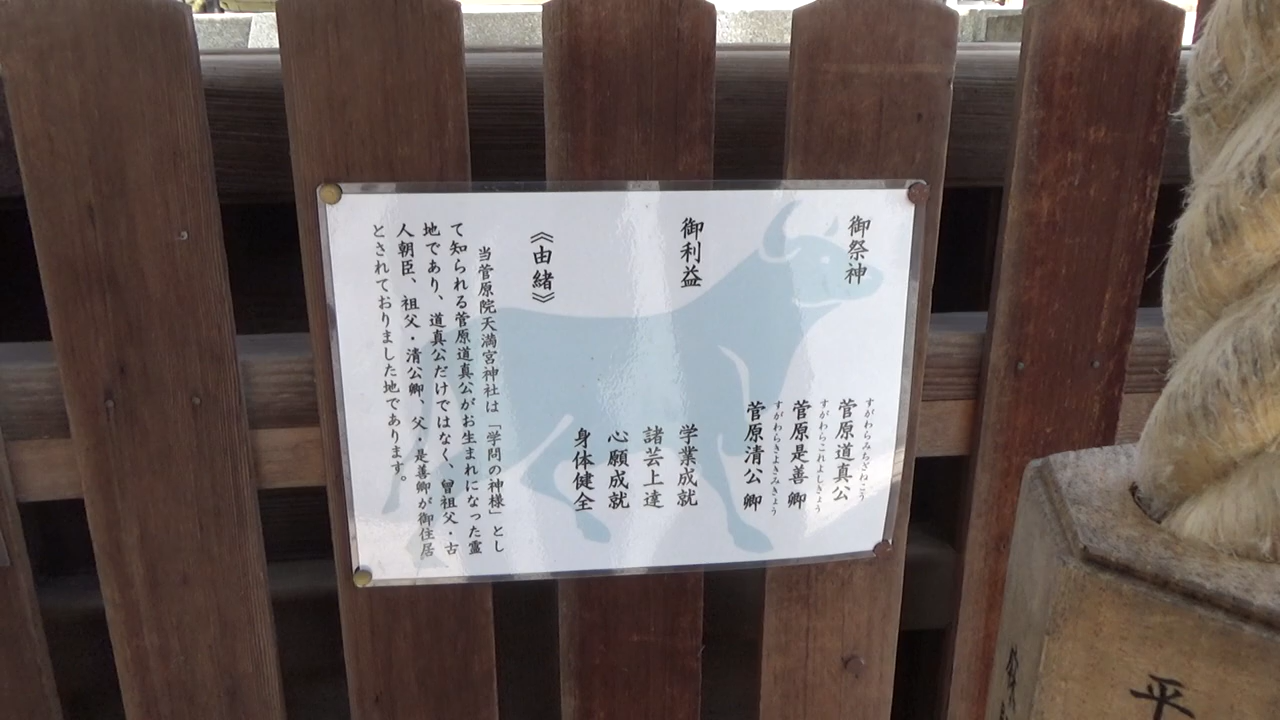 御祭神
すがわらみちざねこう
菅原道真公
すがわらこれよしきょう
菅原是善卿
すがわらきよきみきょう
菅原清公卿
御利益
学業成就
諸芸上達
心願成就
身体健全
《由緒》
当菅原院天満宮神社は「学問の神様」とし
て知られる菅原道真公がお生まれになった霊
地であり、道真公だけではなく、曾祖父・古
人朝臣、祖父・清公卿、父・是善卿が御住居
とされておりました地であります。
平